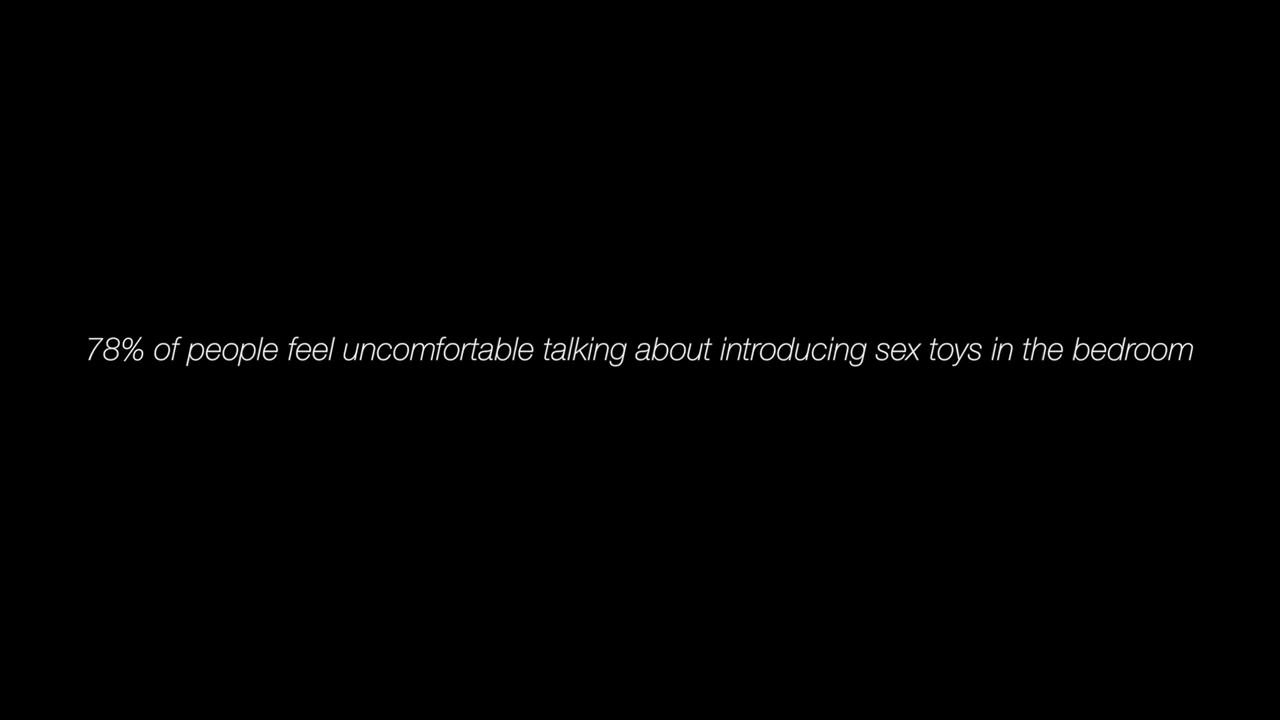 78% of people feel uncomfortable talking about introducing sex toys in the bedroom